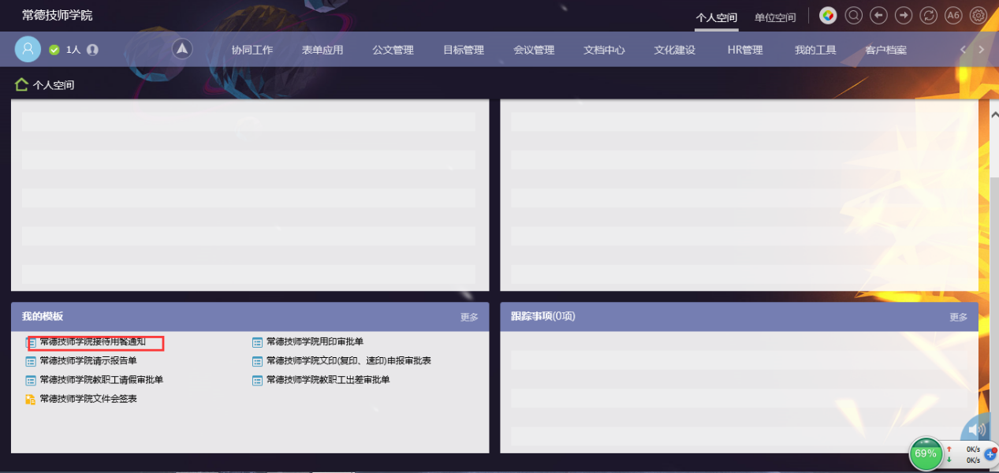 常德技师学院
个人空间 单位空间 A6
1人
协同工作 表单应用 公文管理 目标管理 会议管理 文档中心 文化建设 HR管理 我的工具 客户档案
个人空间
我的模板 更多
跟踪事项(0项) 更多
常德技师学院接待用餐通知 常德技师学院用印审批单
常德技师学院请示报告单 常德技师学院文印(复印、速印)申报审批表
常德技师学院教职工请假审批单 常德技师学院教职工出差审批单
常德技师学院文件会签表
69%
0K/s
0K/s